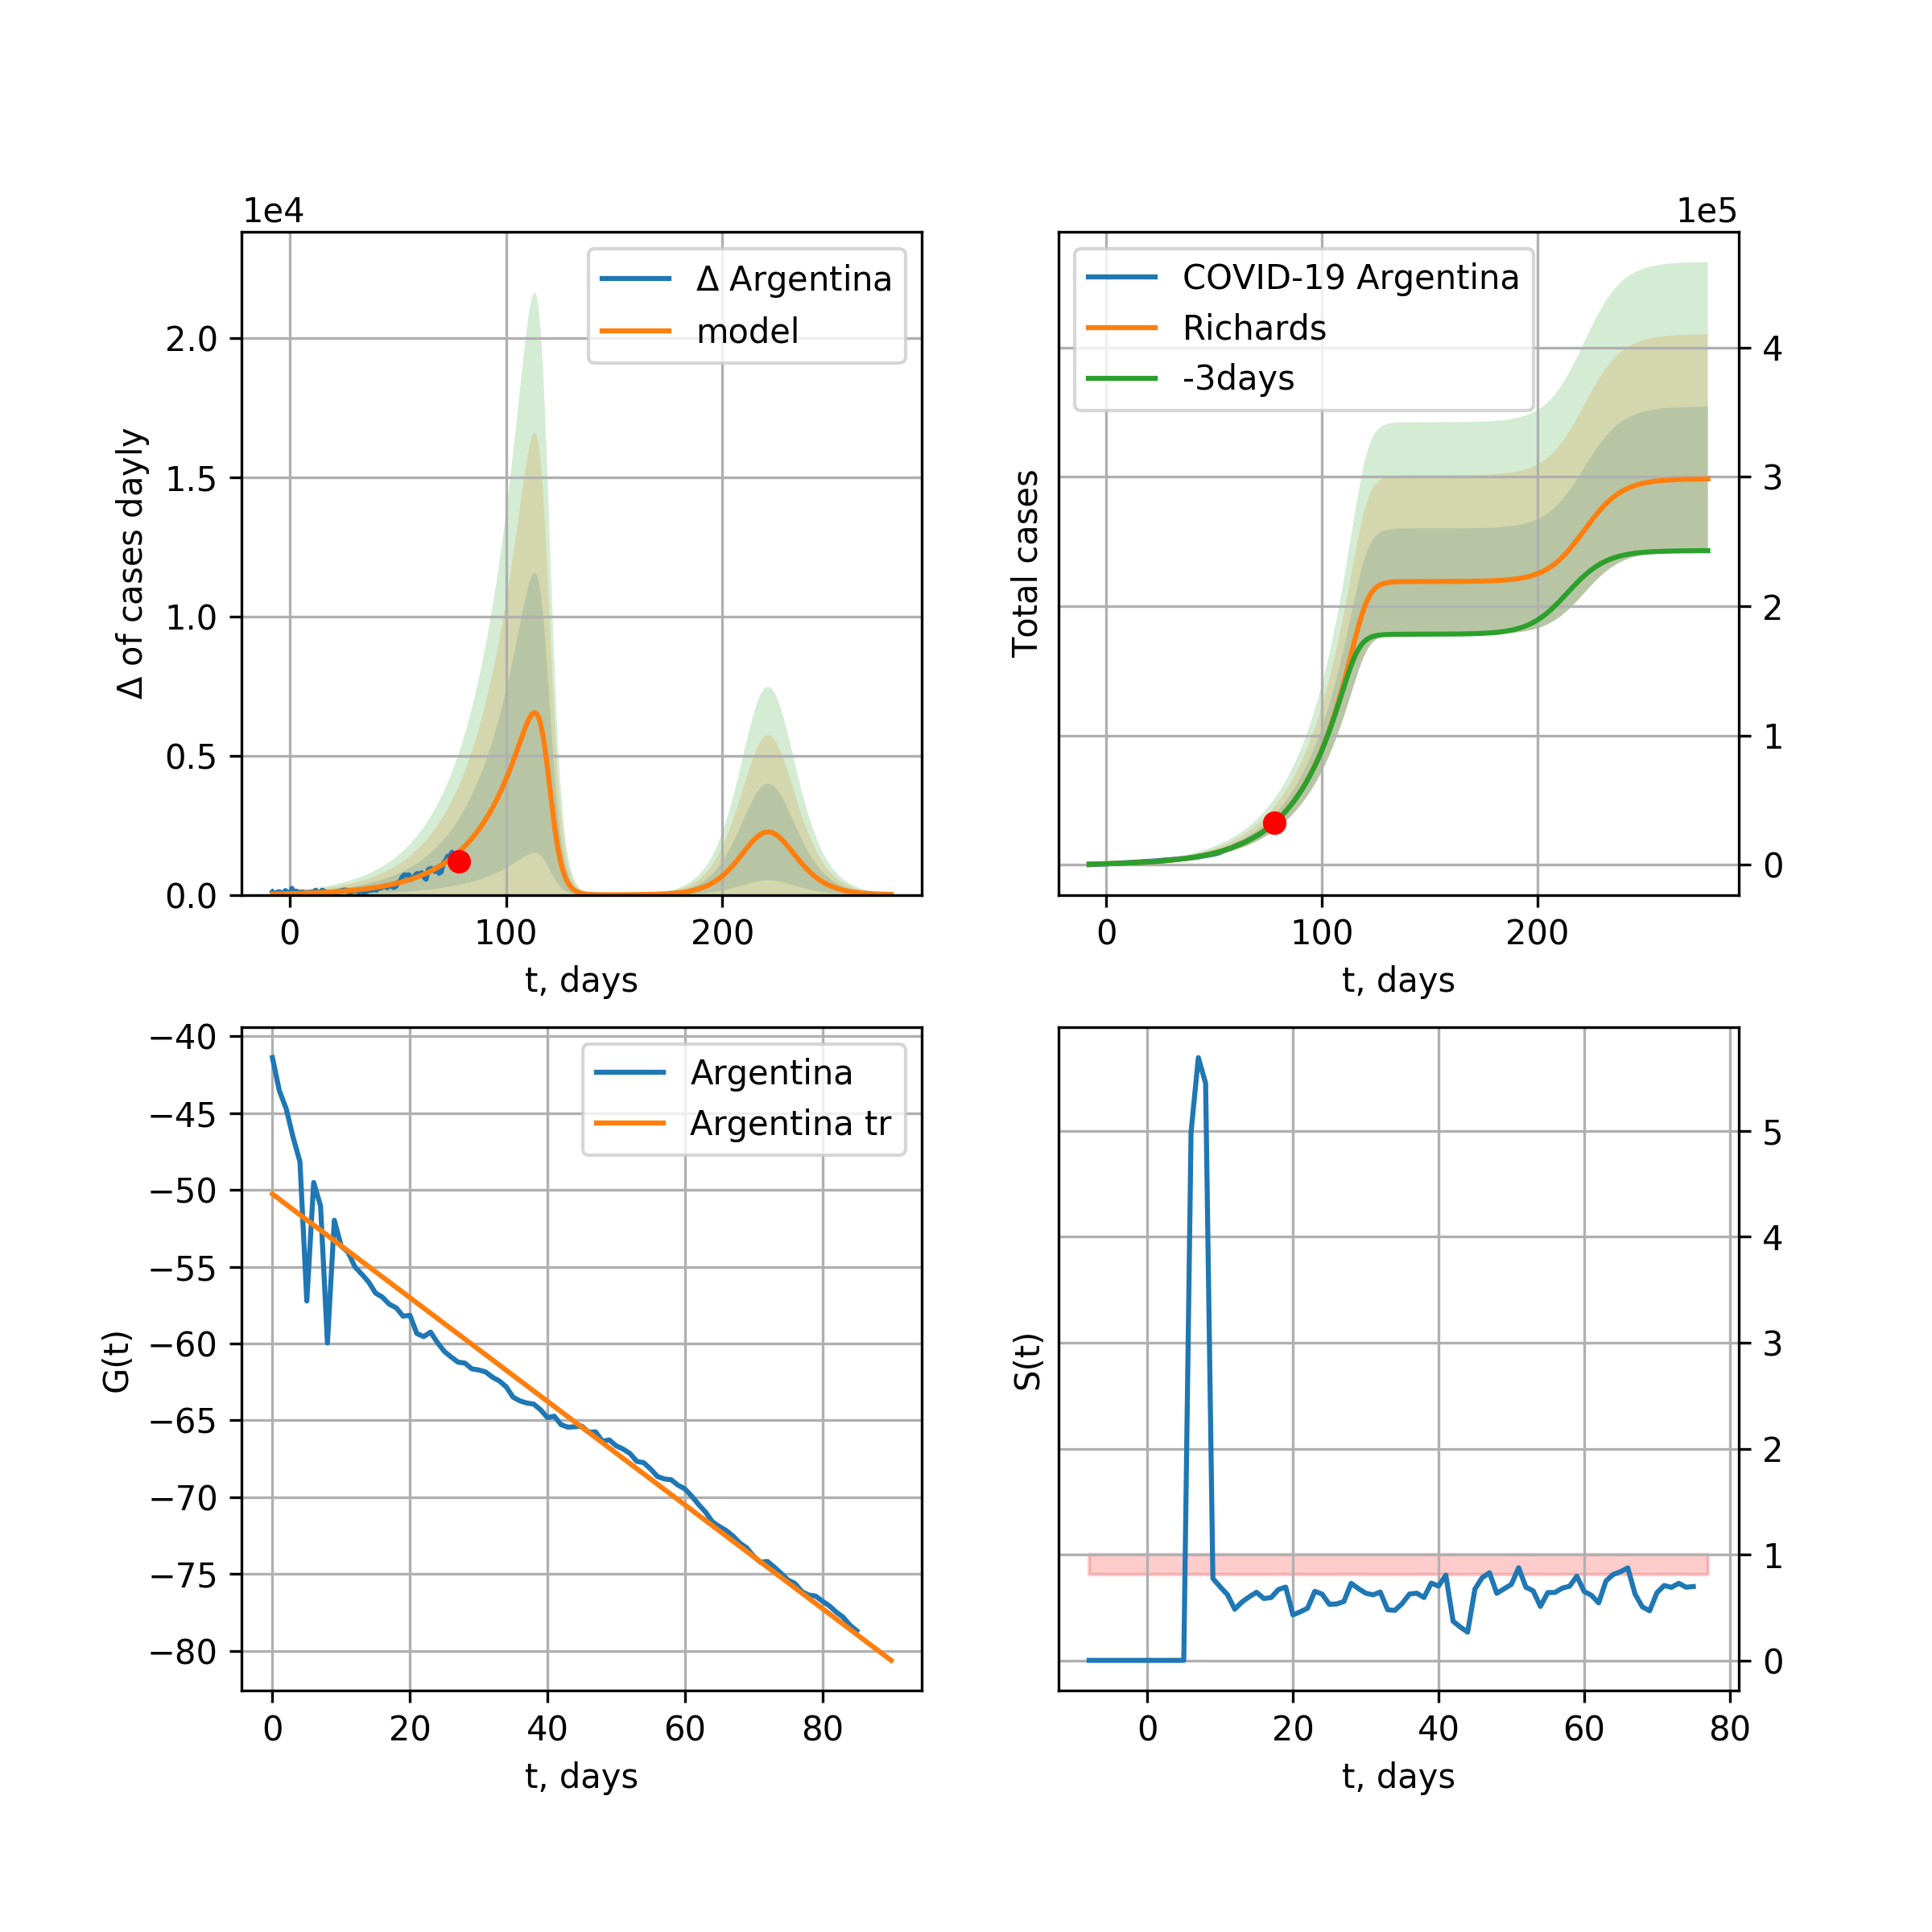 1e4
Δ Argentina
model
Δ of cases dayly
2.0
1.5
1.0
0.5
0.0
0 100 200
t, days
1e5
COVID-19 Argentina
Richards
-3days
Total cases
4
3
2
1
0
0 100 200
t, days
Argentina
Argentina tr
G(t)
−40
−45
−50
−55
−60
−65
−70
−75
−80
0 20 40 60 80
t, days
S(t)
5
4
3
2
1
0
0 20 40 60 80
t, days